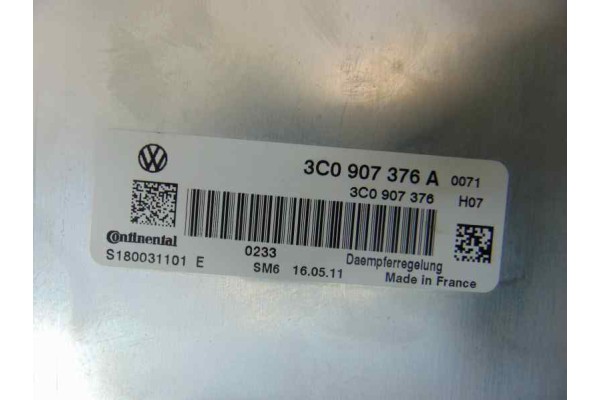 3C0 907 376 A 0071
3C0 907 376 H07
Continental
S180031101 E
0233
SM6 16.05.11
Daempferregelung
Made in France